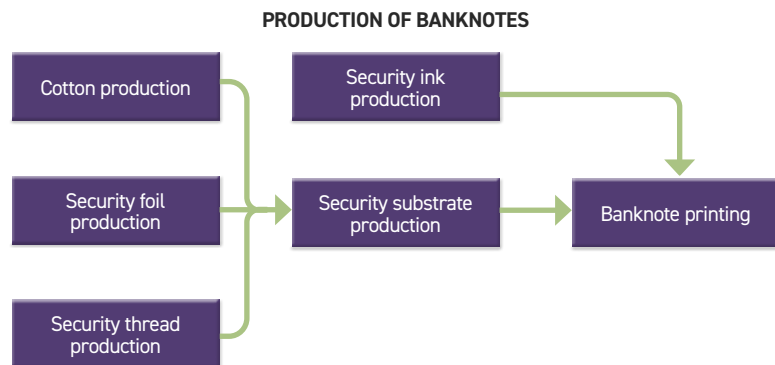 PRODUCTION OF BANKNOTES
Cotton production
Security ink
production
Security foil
production
Security substrate
production
Banknote printing
Security thread
production